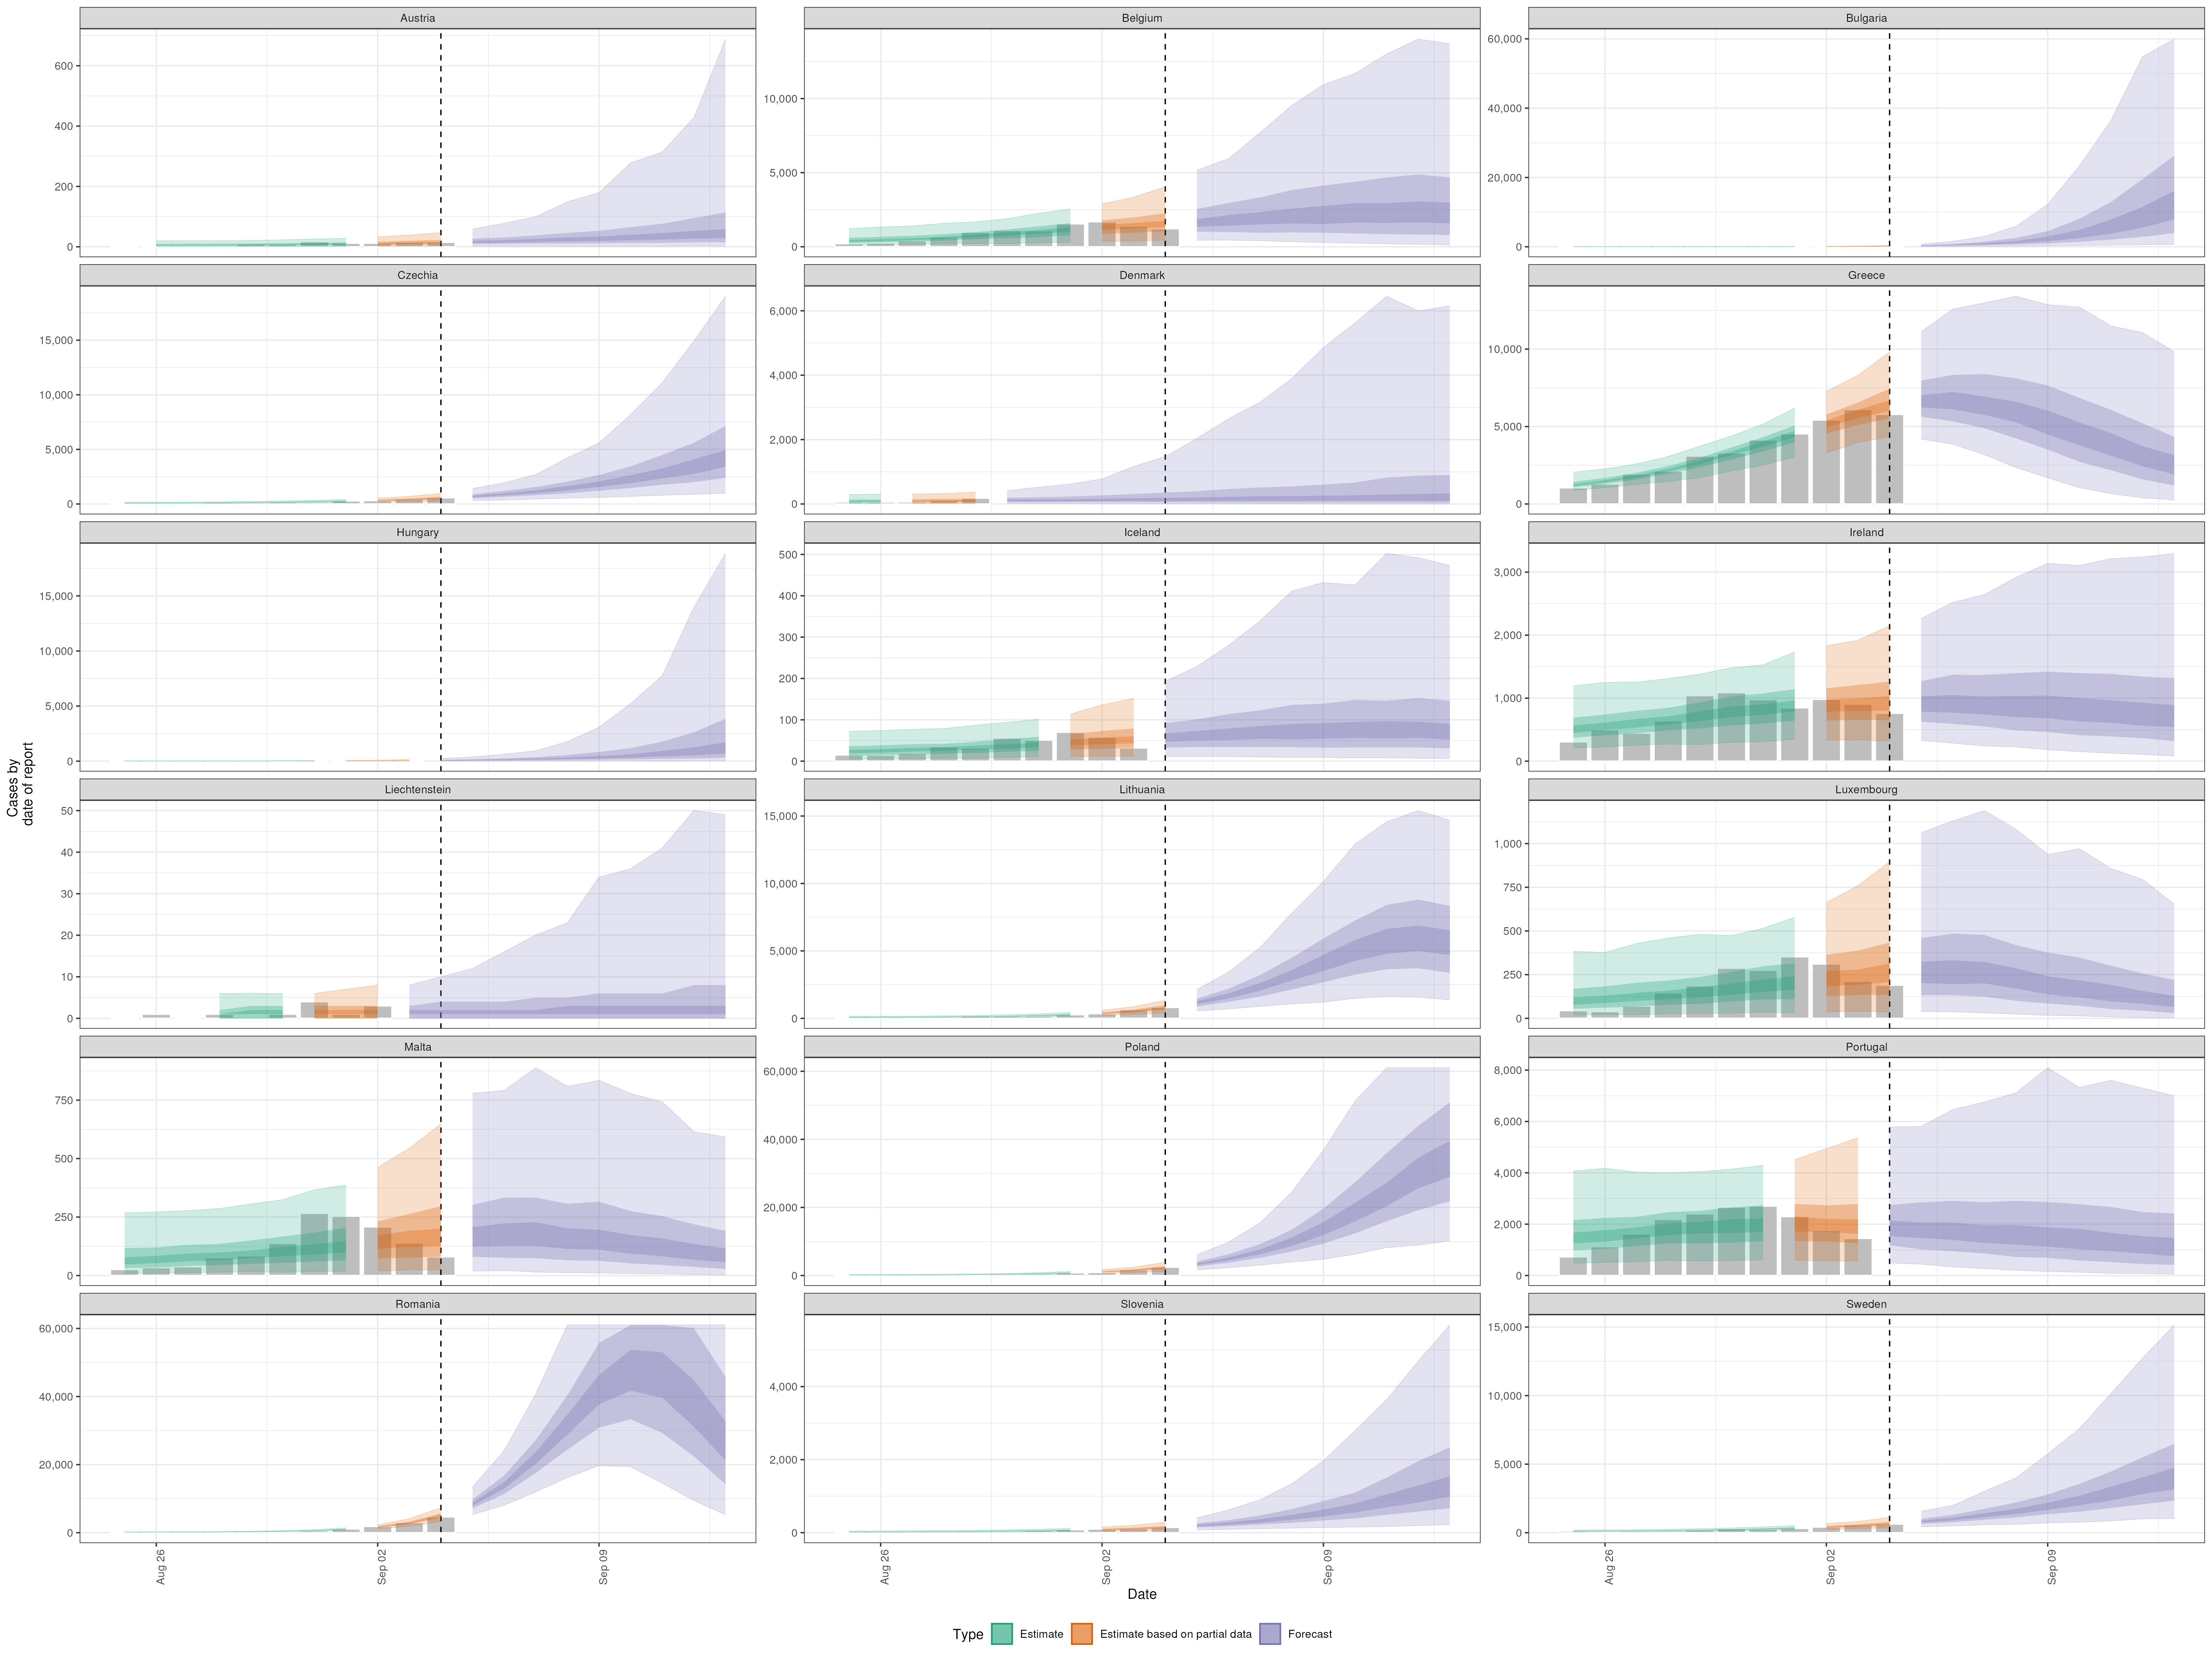 Austria
Belgium
Bulgaria
600
400
200
0
10,000
5,000
0
60,000
40,000
20,000
0
Czechia
Denmark
Greece
15,000
10,000
5,000
0
6,000
4,000
2,000
0
10,000
5,000
0
Hungary
Iceland
Ireland
15,000
10,000
5,000
0
500
400
300
200
100
0
3,000
2,000
1,000
0
Cases by
date of report
Liechtenstein
Lithuania
Luxembourg
50
40
30
20
10
0
15,000
10,000
5,000
0
1,000
750
500
250
0
Malta
Poland
Portugal
750
500
250
0
60,000
40,000
20,000
0
8,000
6,000
4,000
2,000
0
Romania
Slovenia
Sweden
60,000
40,000
20,000
0
4,000
2,000
0
15,000
10,000
5,000
0
Aug 26
Sep 02
Sep 09
Aug 26
Sep 02
Sep 09
Aug 26
Sep 02
Sep 09
Date
Type
Estimate
Estimate based on partial data
Forecast